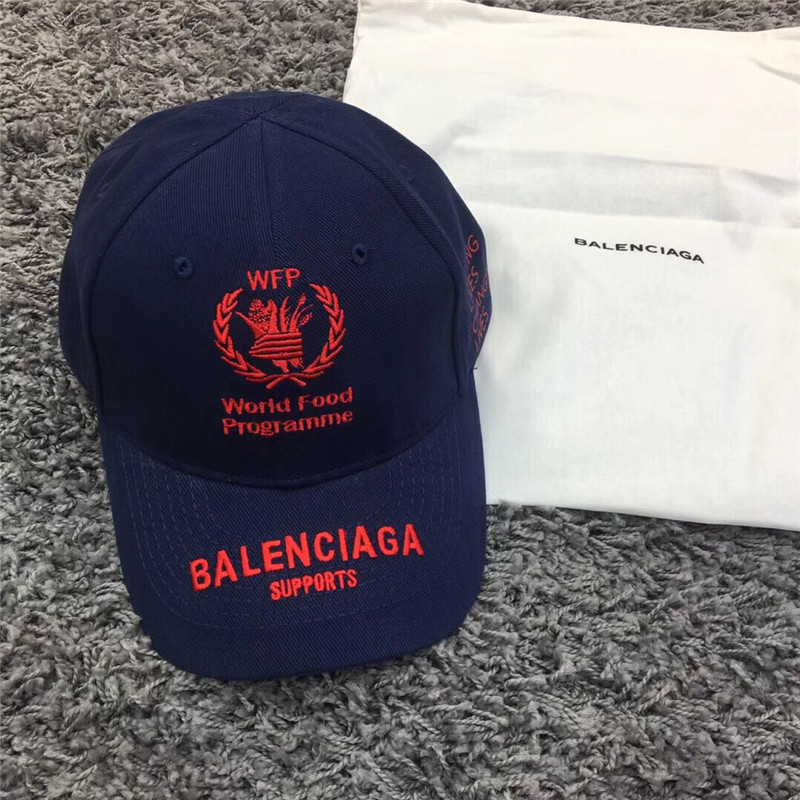 WFP
World Food
Programme
BALENCIAGA
SUPPORTS
BALENCIAGA